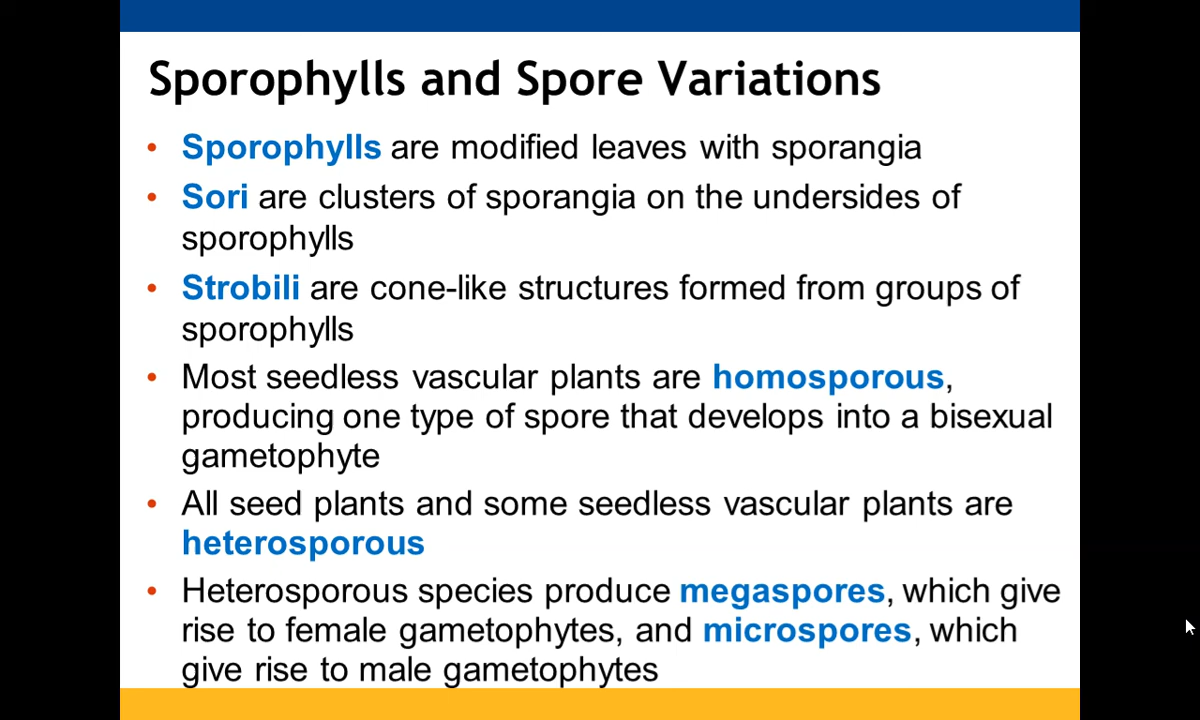 Sporophylls and Spore Variations
• Sporophylls are modified leaves with sporangia
• Sori are clusters of sporangia on the undersides of
sporophylls
• Strobili are cone-like structures formed from groups of
sporophylls
• Most seedless vascular plants are homosporous,
producing one type of spore that develops into a bisexual
gametophyte
• All seed plants and some seedless vascular plants are
heterosporous
• Heterosporous species produce megaspores, which give
rise to female gametophytes, and microspores, which
give rise to male gametophytes